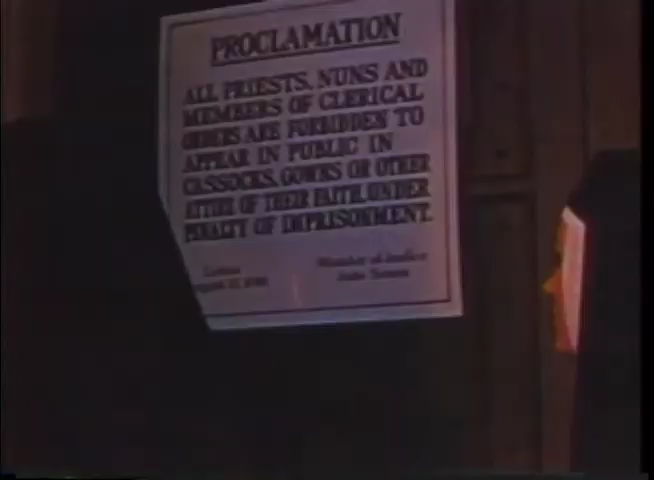 PROCLAMATION
ALL PRIESTS, NUNS AND
MEMBERS OF CLERICAL
ORDERS ARE FORBIDDEN TO
APPEAR IN PUBLIC IN
CASSOCKS, GOWNS OR OTHER
ATTIRE OF THEIR FAITH, UNDER
PENALTY OF IMPRISONMENT.
Minister of Justice